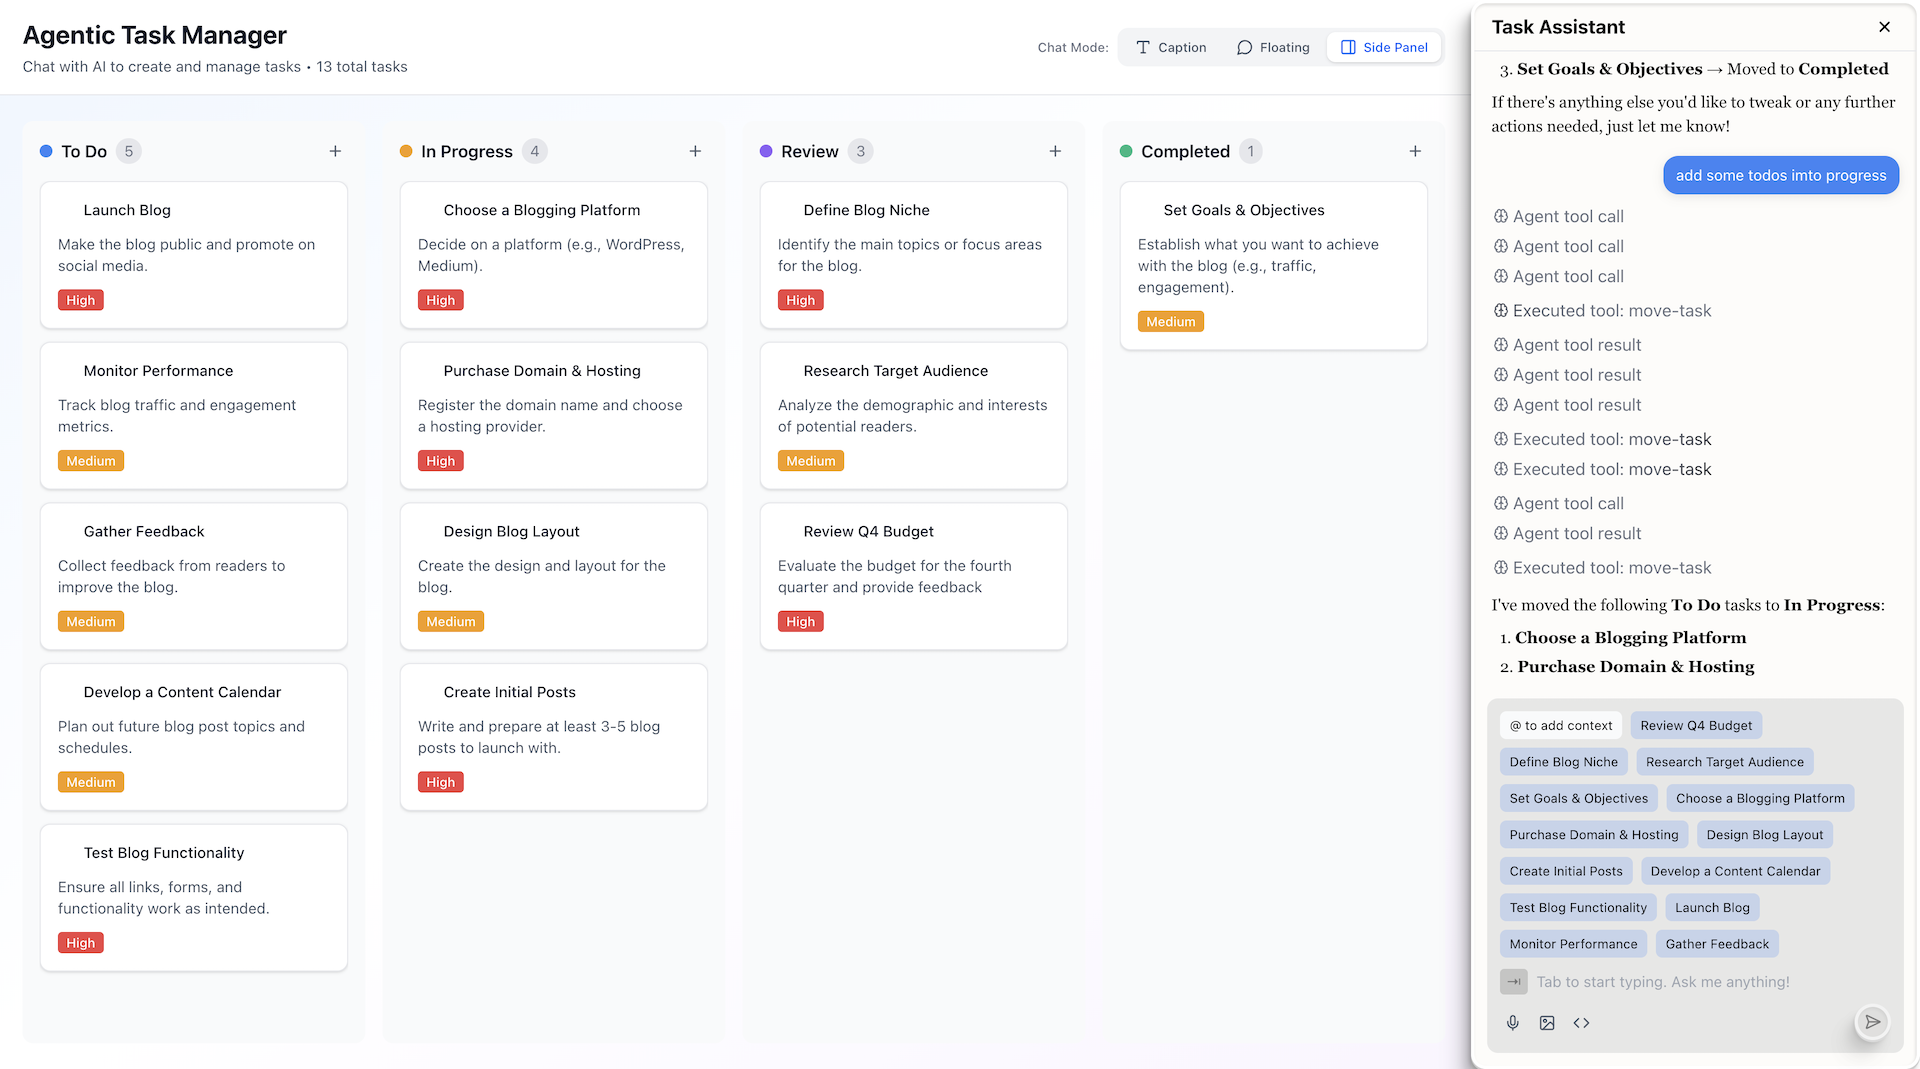 Agentic Task Manager
Chat with AI to create and manage tasks • 13 total tasks
Chat Mode:
Caption
Floating
Side Panel
To Do 5
Launch Blog
Make the blog public and promote on
social media.
High
Monitor Performance
Track blog traffic and engagement
metrics.
Medium
Gather Feedback
Collect feedback from readers to
improve the blog.
Medium
Develop a Content Calendar
Plan out future blog post topics and
schedules.
Medium
Test Blog Functionality
Ensure all links, forms, and
functionality work as intended.
High
In Progress 4
Choose a Blogging Platform
Decide on a platform (e.g., WordPress,
Medium).
High
Purchase Domain & Hosting
Register the domain name and choose
a hosting provider.
High
Design Blog Layout
Create the design and layout for the
blog.
Medium
Create Initial Posts
Write and prepare at least 3-5 blog
posts to launch with.
High
Review 3
Define Blog Niche
Identify the main topics or focus areas
for the blog.
High
Research Target Audience
Analyze the demographic and interests
of potential readers.
Medium
Review Q4 Budget
Evaluate the budget for the fourth
quarter and provide feedback
High
Completed 1
Set Goals & Objectives
Establish what you want to achieve
with the blog (e.g., traffic,
engagement).
Medium
Task Assistant
3. Set Goals & Objectives → Moved to Completed
If there's anything else you'd like to tweak or any further
actions needed, just let me know!
add some todos imto progress
Agent tool call
Agent tool call
Agent tool call
Executed tool: move-task
Agent tool result
Agent tool result
Agent tool result
Executed tool: move-task
Executed tool: move-task
Agent tool call
Agent tool result
Executed tool: move-task
I've moved the following To Do tasks to In Progress:
1. Choose a Blogging Platform
2. Purchase Domain & Hosting
@ to add context
Review Q4 Budget
Define Blog Niche
Research Target Audience
Set Goals & Objectives
Choose a Blogging Platform
Purchase Domain & Hosting
Design Blog Layout
Create Initial Posts
Develop a Content Calendar
Test Blog Functionality
Launch Blog
Monitor Performance
Gather Feedback
Tab to start typing. Ask me anything!